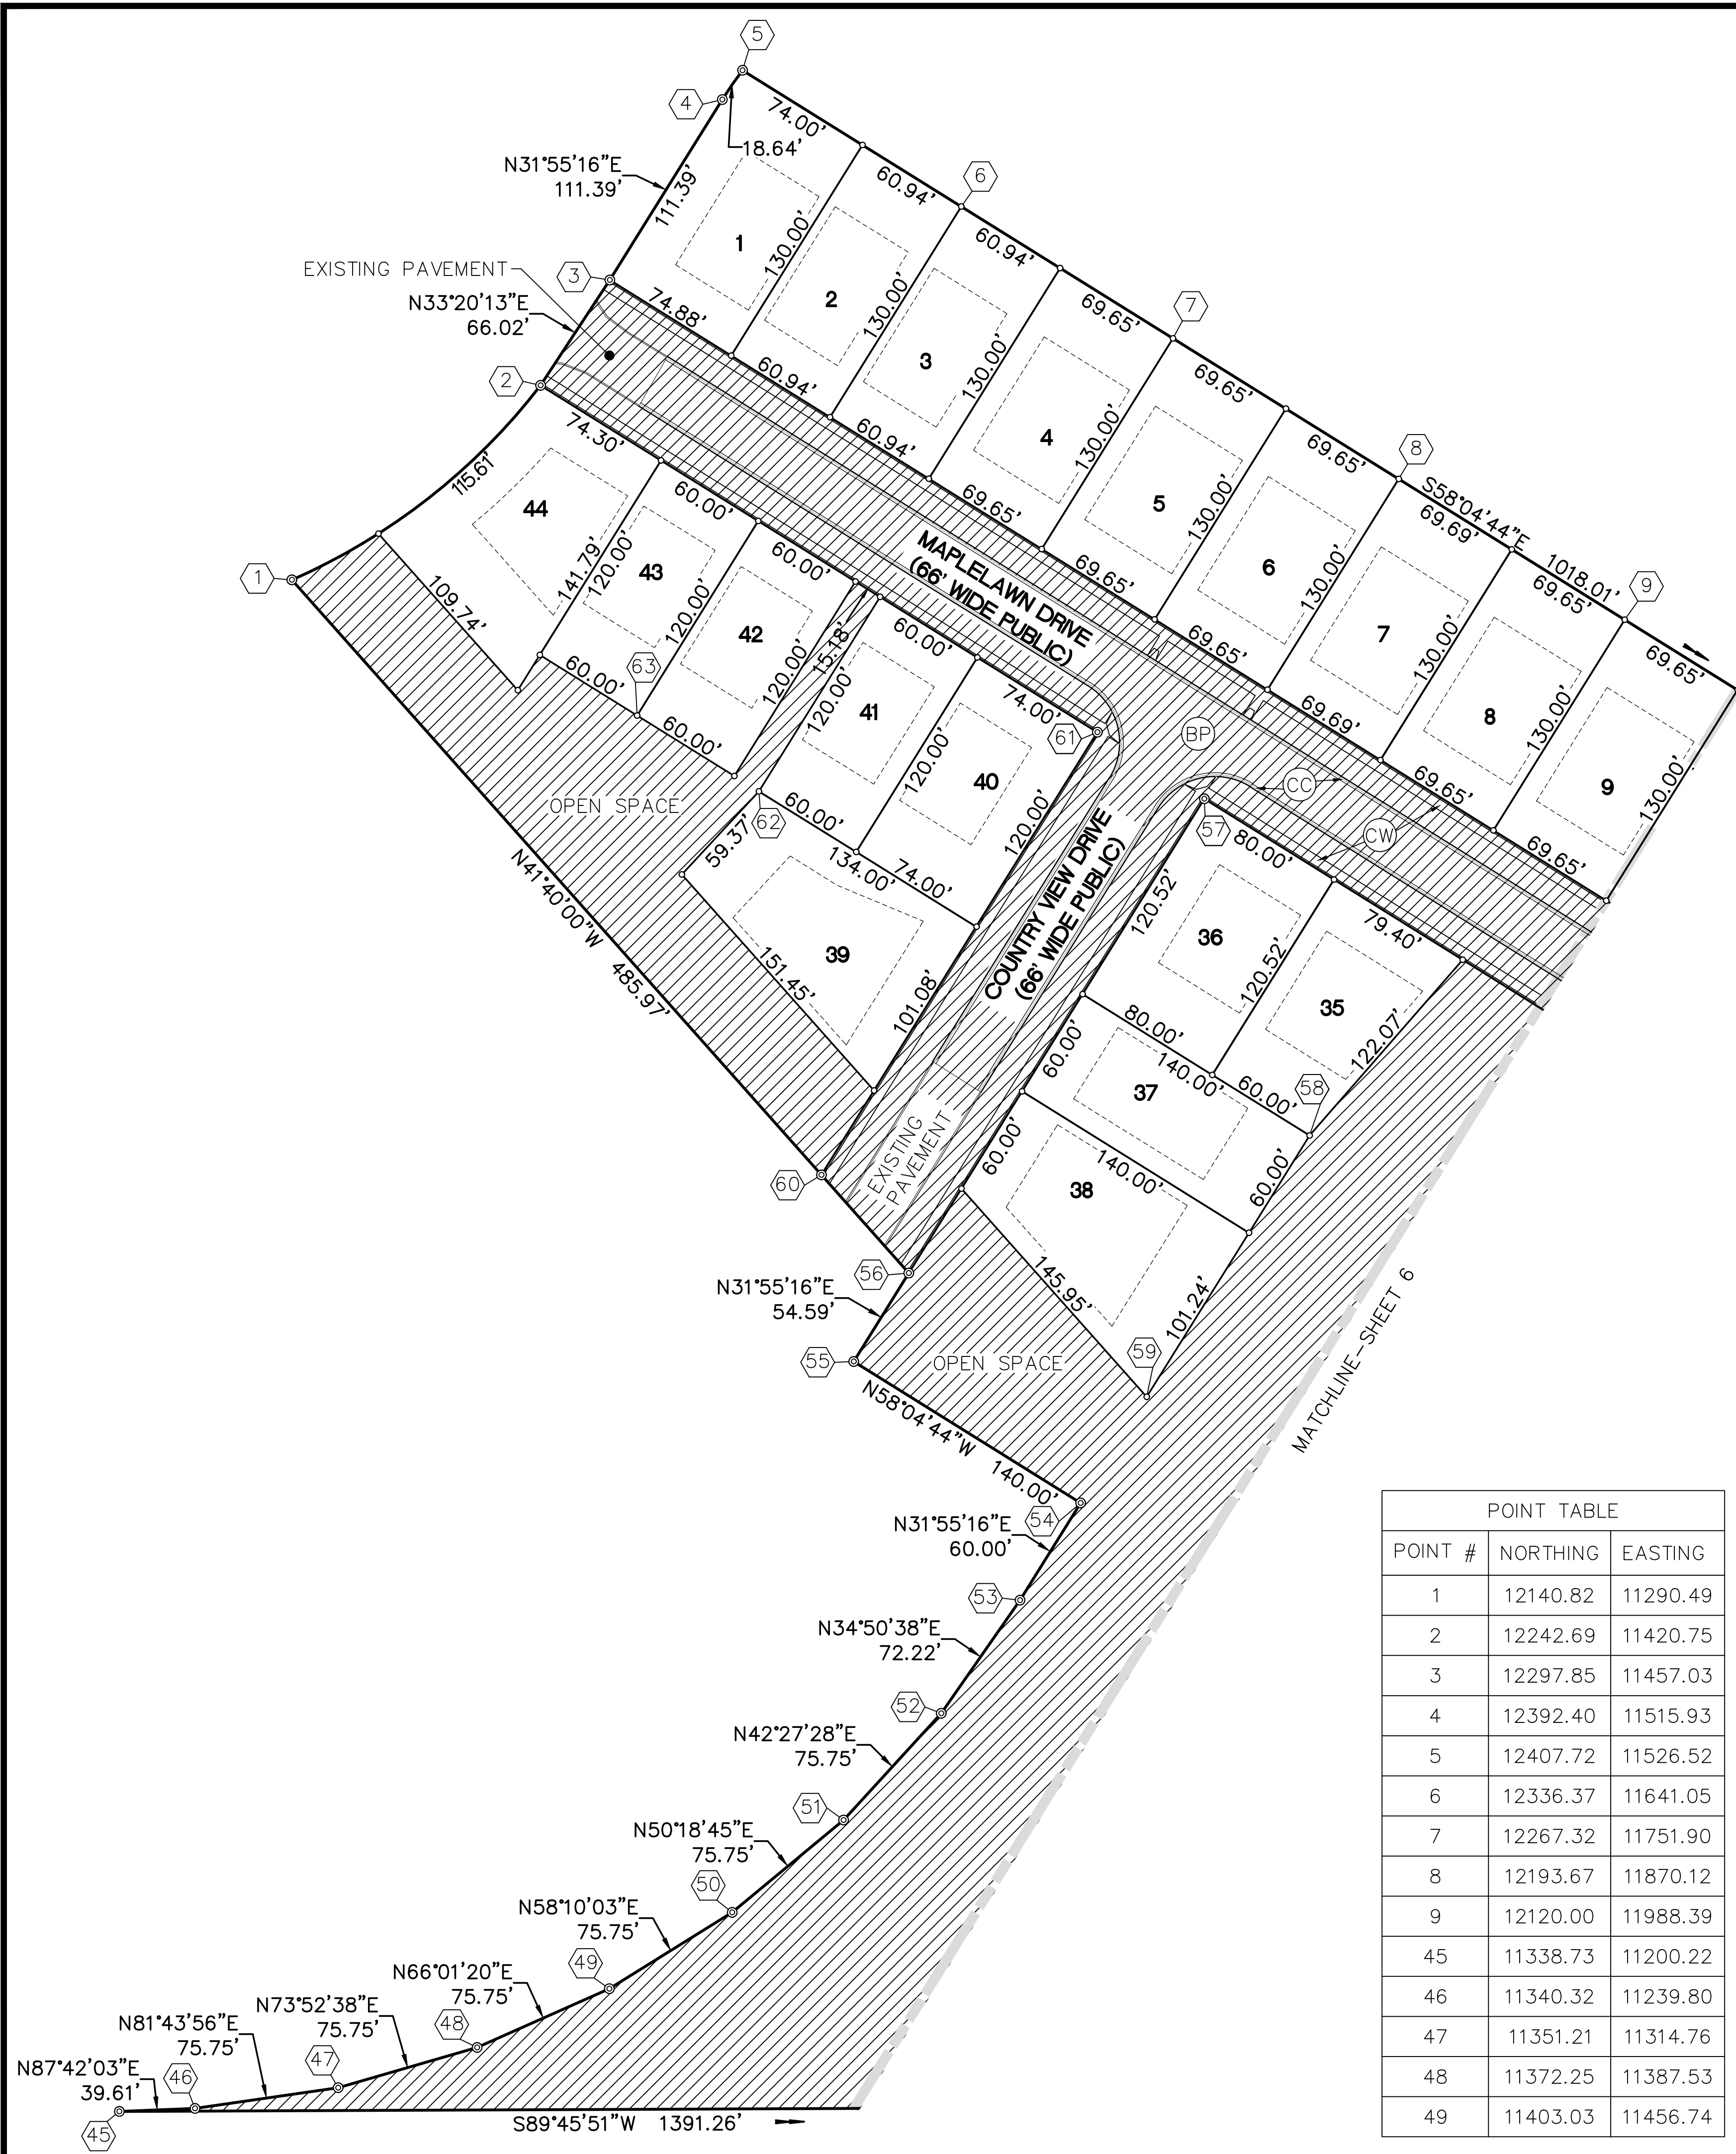 5
4
74.00'
18.64'
N31°55'16"E
111.39'
111.39'
60.94'
6
1
130.00'
60.94'
EXISTING PAVEMENT
3
N33°20'13"E
66.02'
74.88'
2
130.00'
69.65'
7
2
60.94'
3
130.00'
69.65'
74.30'
60.94'
4
130.00'
69.65'
8
S58°04'44"E
1018.01'
115.61'
44
60.00'
69.65'
5
130.00'
69.69'
MAPLELAWN DRIVE
(66' WIDE PUBLIC)
1
109.74'
141.79'
43
120.00'
60.00'
69.65'
6
130.00'
69.65'
9
42
120.00'
15.18'
60.00'
69.65'
7
130.00'
69.65'
60.00'
63
120.00'
41
120.00'
74.00'
61
BP
69.69'
8
130.00'
60.00'
40
120.00'
CC
69.65'
9
130.00'
OPEN SPACE
62
60.00'
59.37'
134.00'
74.00'
COUNTRY VIEW DRIVE
(66' WIDE PUBLIC)
57
80.00'
CW
69.65'
N41°40'00"W
485.97'
39
151.45'
101.08'
120.52'
36
120.52'
79.40'
35
122.07'
80.00'
60.00'
140.00'
60.00'
58
37
EXISTING
PAVEMENT
60
60.00'
140.00'
60.00'
38
56
N31°55'16"E
54.59'
145.95'
101.24'
59
55
OPEN SPACE
MATCHLINE-SHEET 6
N58°04'44"W
140.00'
54
N31°55'16"E
60.00'
53
N34°50'38"E
72.22'
52
N42°27'28"E
75.75'
51
N50°18'45"E
75.75'
50
N58°10'03"E
75.75'
49
N66°01'20"E
75.75'
48
N73°52'38"E
75.75'
47
N81°43'56"E
75.75'
46
N87°42'03"E
39.61'
45
S89°45'51"W 1391.26'
POINT TABLE
POINT # NORTHING EASTING
1 12140.82 11290.49
2 12242.69 11420.75
3 12297.85 11457.03
4 12392.40 11515.93
5 12407.72 11526.52
6 12336.37 11641.05
7 12267.32 11751.90
8 12193.67 11870.12
9 12120.00 11988.39
45 11338.73 11200.22
46 11340.32 11239.80
47 11351.21 11314.76
48 11372.25 11387.53
49 11403.03 11456.74